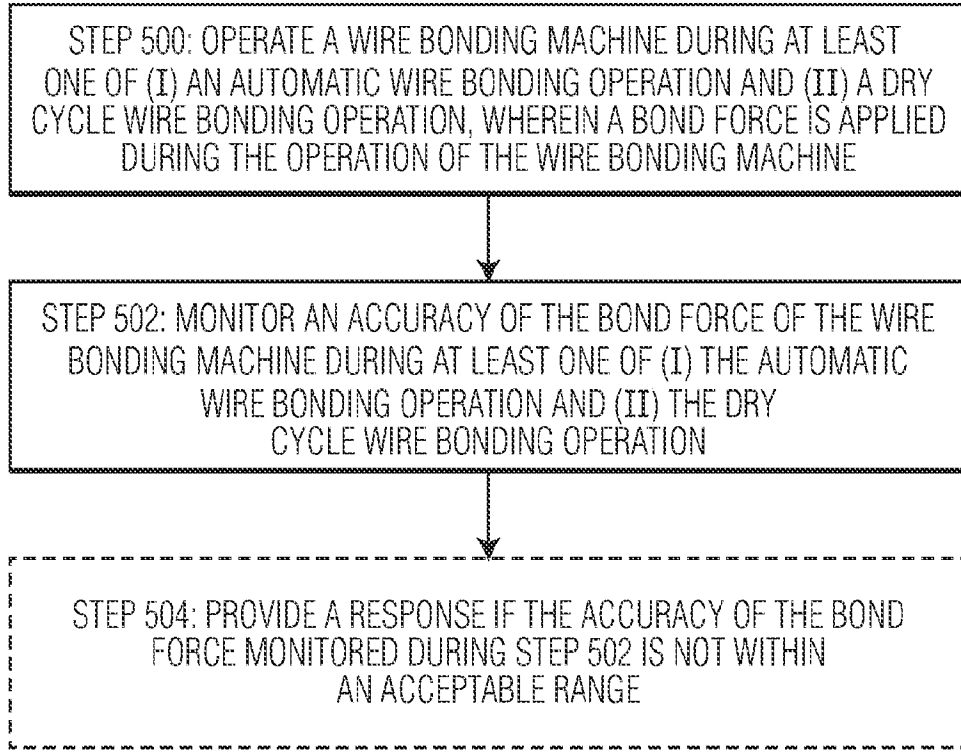 STEP 500: OPERATE A WIRE BONDING MACHINE DURING AT LEAST
ONE OF (I) AN AUTOMATIC WIRE BONDING OPERATION AND (II) A DRY
CYCLE WIRE BONDING OPERATION, WHEREIN A BOND FORCE IS APPLIED
DURING THE OPERATION OF THE WIRE BONDING MACHINE
STEP 502: MONITOR AN ACCURACY OF THE BOND FORCE OF THE WIRE
BONDING MACHINE DURING AT LEAST ONE OF (I) THE AUTOMATIC
WIRE BONDING OPERATION AND (II) THE DRY
CYCLE WIRE BONDING OPERATION
STEP 504: PROVIDE A RESPONSE IF THE ACCURACY OF THE BOND
FORCE MONITORED DURING STEP 502 IS NOT WITHIN
AN ACCEPTABLE RANGE